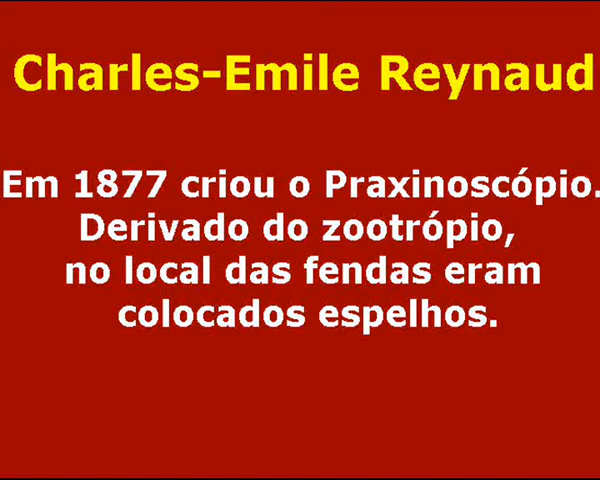 Charles-Emile Reynaud
Em 1877 criou o Praxinoscópio.
Derivado do zootrópio,
no local das fendas eram
colocados espelhos.